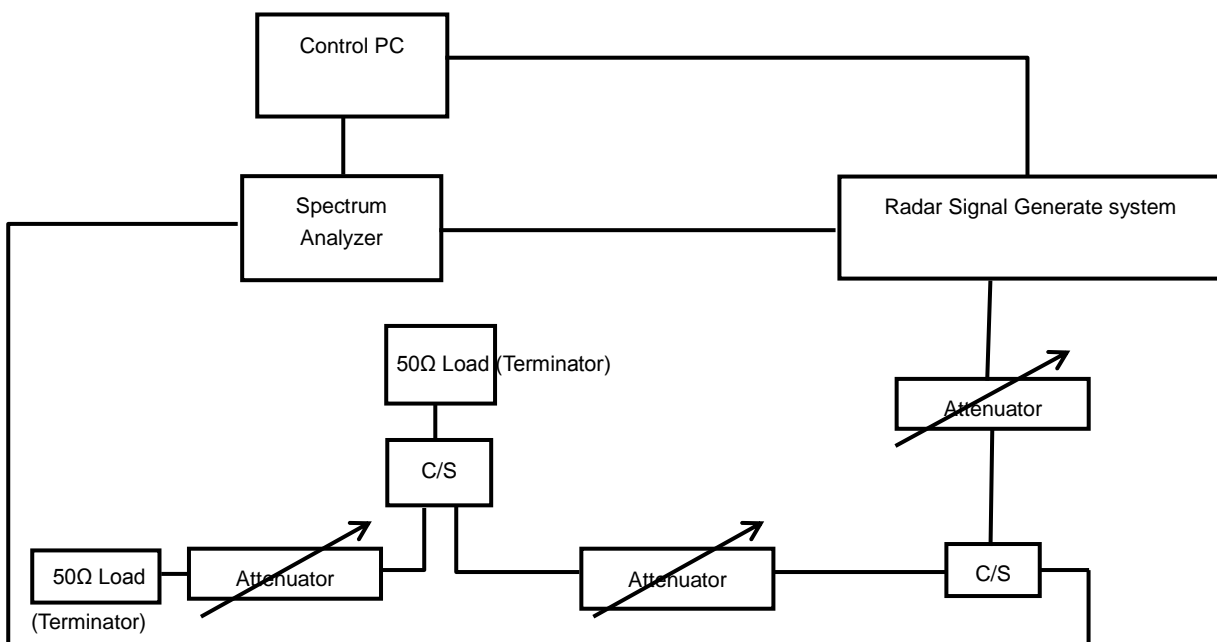 Control PC
Spectrum
Analyzer
Radar Signal Generate system
50Ω Load (Terminator)
Attenuator
C/S
50Ω Load
(Terminator)
Attenuator
Attenuator
C/S